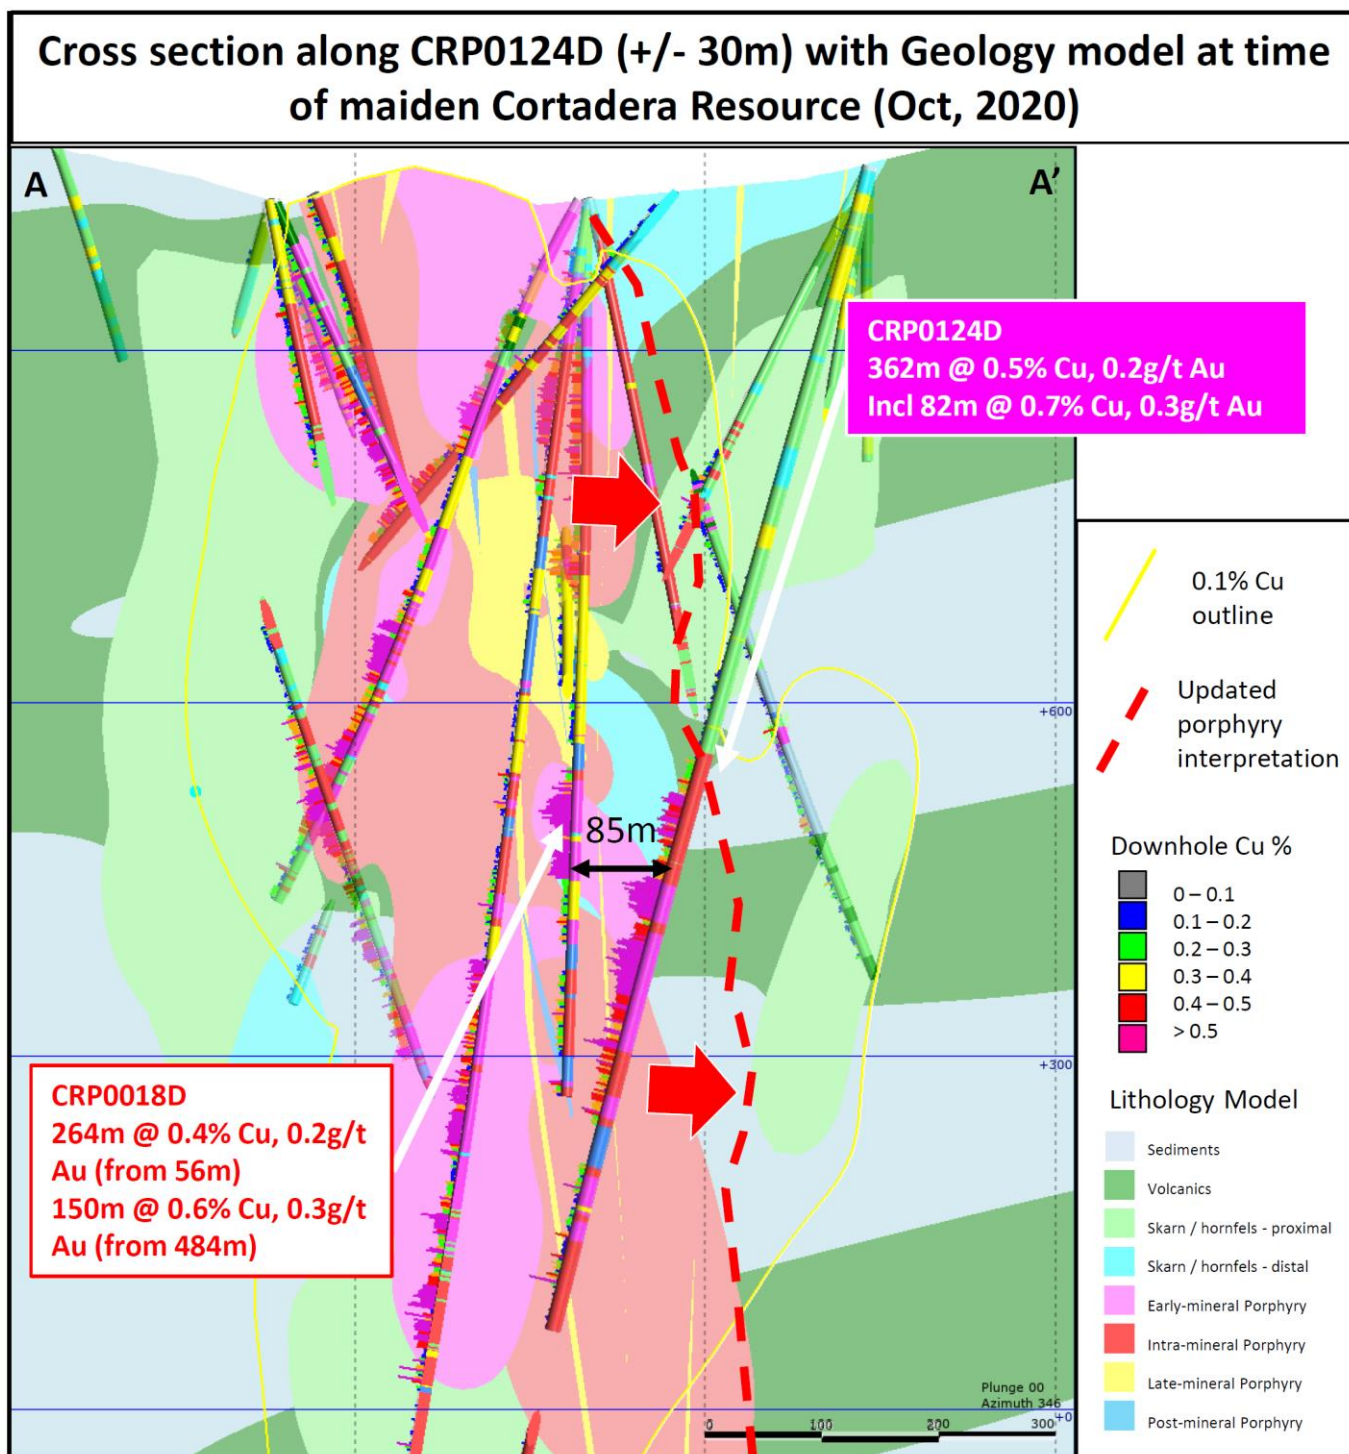 Cross section along CRP0124D (+/- 30m) with Geology model at time
of maiden Cortadera Resource (Oct, 2020)
A
A’
CRP0124D
362m @ 0.5% Cu, 0.2g/t Au
Incl 82m @ 0.7% Cu, 0.3g/t Au
85m
+600
+300
+0
CRP0018D
264m @ 0.4% Cu, 0.2g/t
Au (from 56m)
150m @ 0.6% Cu, 0.3g/t
Au (from 484m)
Plunge 00
Azimuth 346
0 100 200 300
0.1% Cu
outline
Updated
porphyry
interpretation
Downhole Cu %
0 – 0.1
0.1 – 0.2
0.2 – 0.3
0.3 – 0.4
0.4 – 0.5
> 0.5
Lithology Model
Sediments
Volcanics
Skarn / hornfels - proximal
Skarn / hornfels - distal
Early-mineral Porphyry
Intra-mineral Porphyry
Late-mineral Porphyry
Post-mineral Porphyry